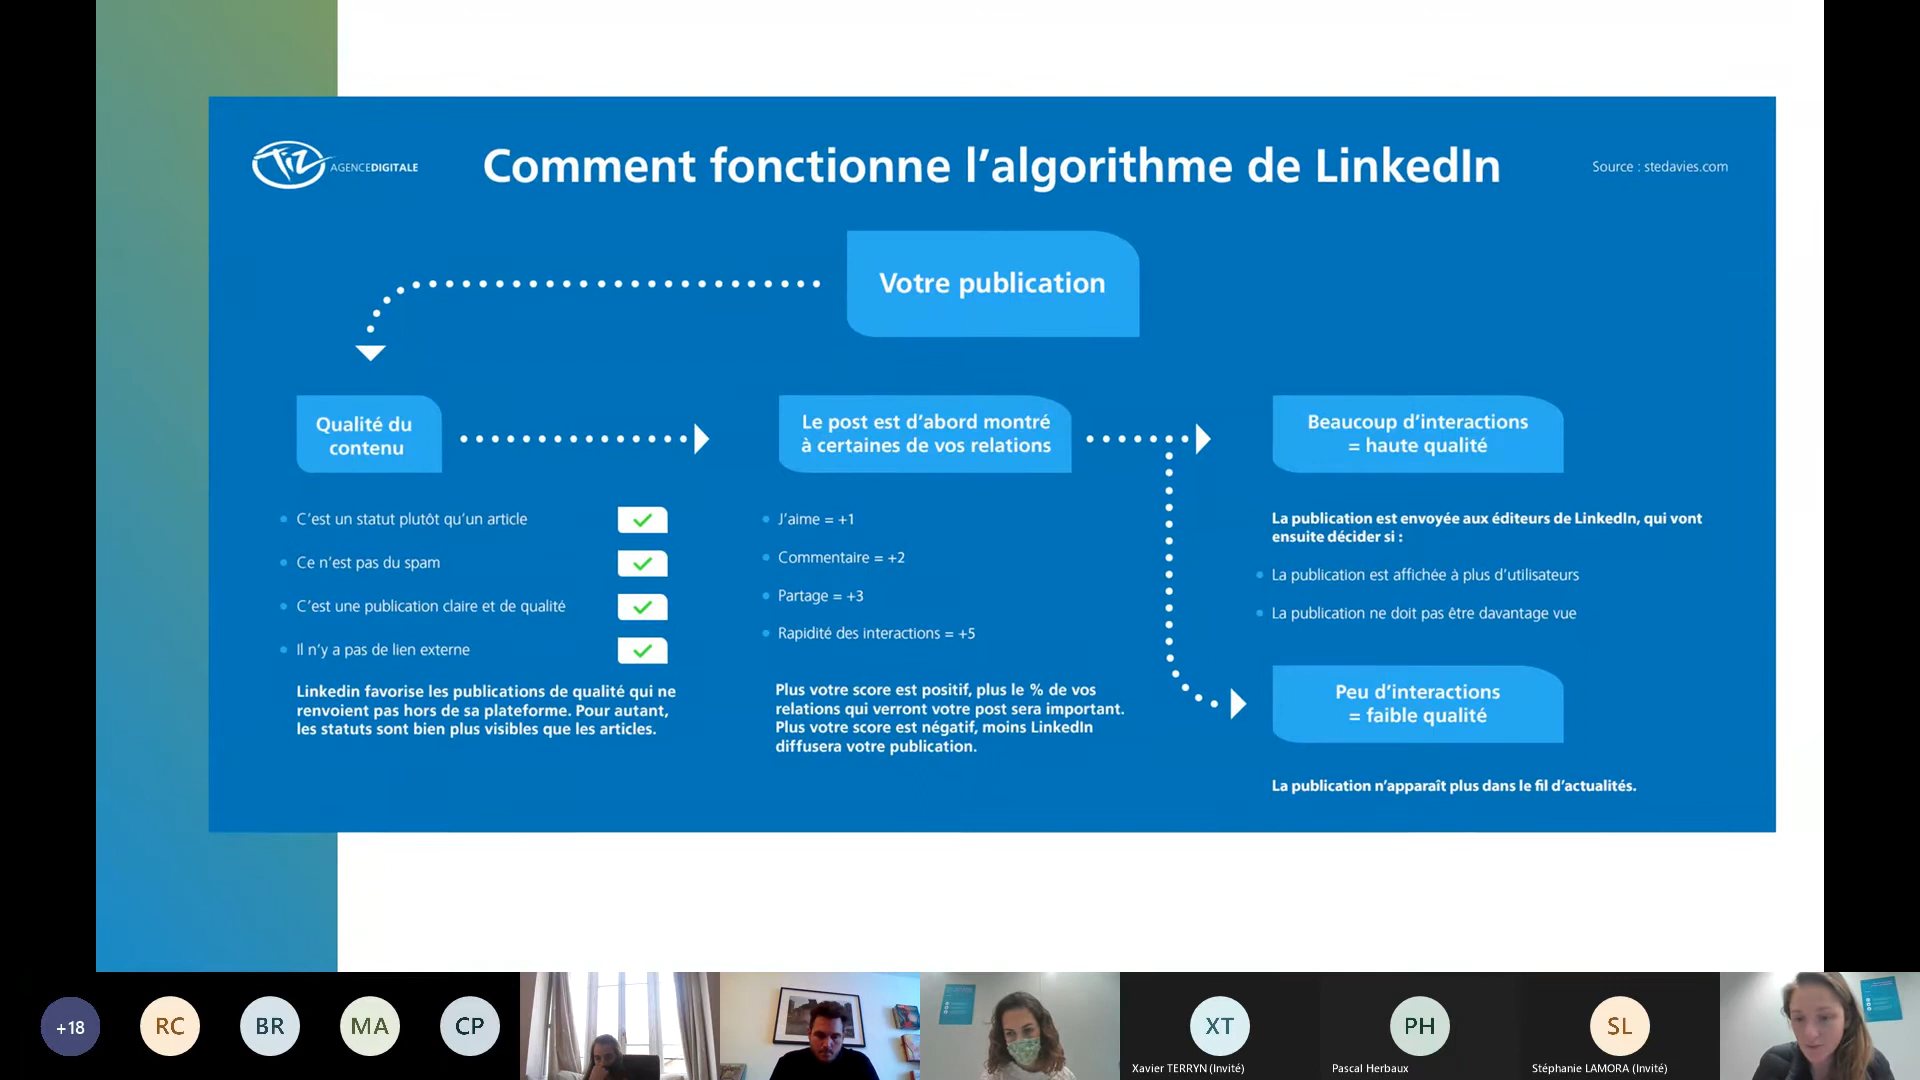 TIZ AGENCEDIGITALE
Comment fonctionne l'algorithme de LinkedIn
Source : stedavies.com
Votre publication
Qualité du
contenu
C'est un statut plutôt qu'un article
Ce n'est pas du spam
C'est une publication claire et de qualité
Il n'y a pas de lien externe
Linkedin favorise les publications de qualité qui ne
renvoient pas hors de sa plateforme. Pour autant,
les statuts sont bien plus visibles que les articles.
Le post est d'abord montré
à certaines de vos relations
J'aime = +1
Commentaire = +2
Partage = +3
Rapidité des interactions = +5
Plus votre score est positif, plus le % de vos
relations qui verront votre post sera important.
Plus votre score est négatif, moins LinkedIn
diffusera votre publication.
Beaucoup d'interactions
= haute qualité
La publication est envoyée aux éditeurs de LinkedIn, qui vont
ensuite décider si :
La publication est affichée à plus d'utilisateurs
La publication ne doit pas être davantage vue
Peu d'interactions
= faible qualité
La publication n'apparaît plus dans le fil d'actualités.
+18
RC
BR
MA
CP
XT
Xavier TERRYN (Invité)
PH
Pascal Herbaux
SL
Stéphanie LAMORA (Invité)